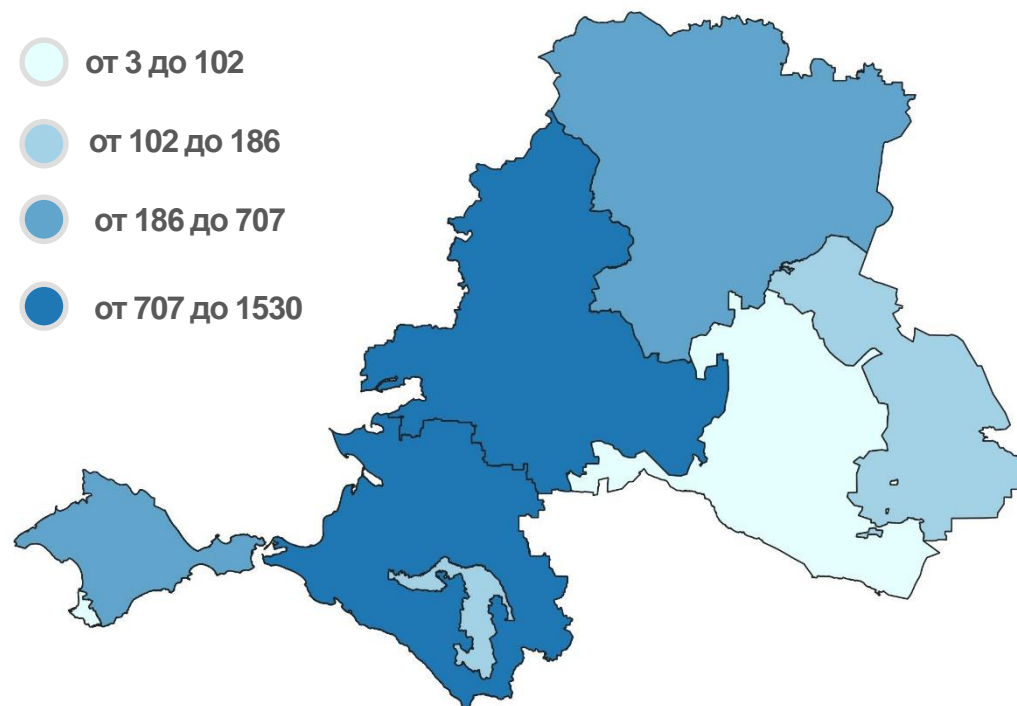 от 3 до 102
от 102 до 186
от 186 до 707
от 707 до 1530